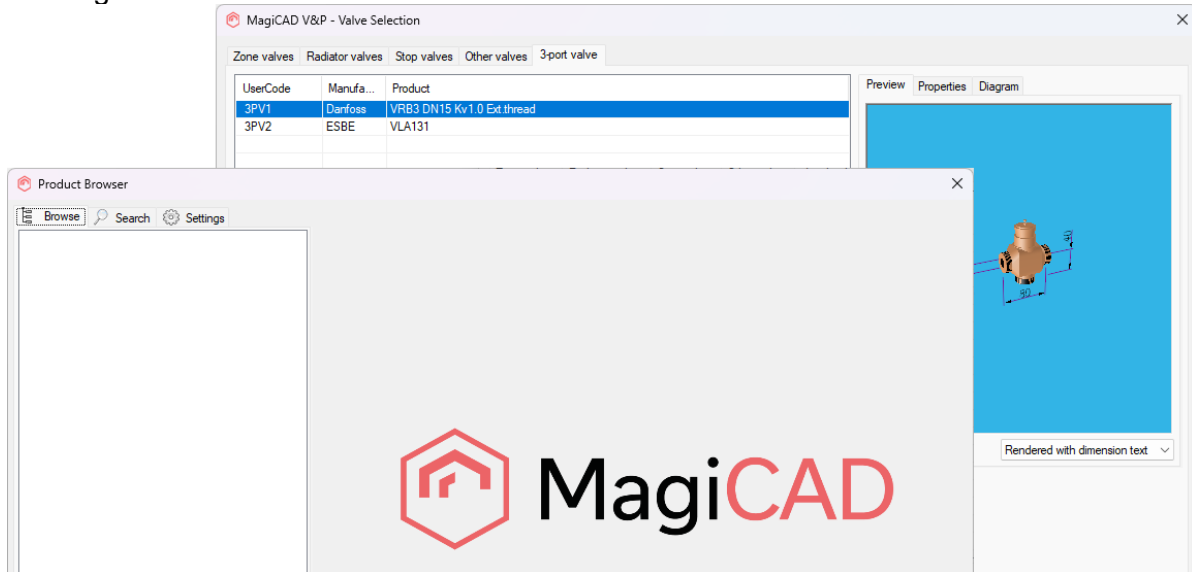 MagiCAD V&P - Valve Selection
Zone valves Radiator valves Stop valves Other valves 3-port valve
UserCode Manufa... Product
3PV1 Danfoss VRB3 DN15 Kv1.0 Ext.thread
3PV2 ESBE VLA131
Preview Properties Diagram
40
80
Rendered with dimension text
Product Browser
Browse Search Settings
MagiCAD